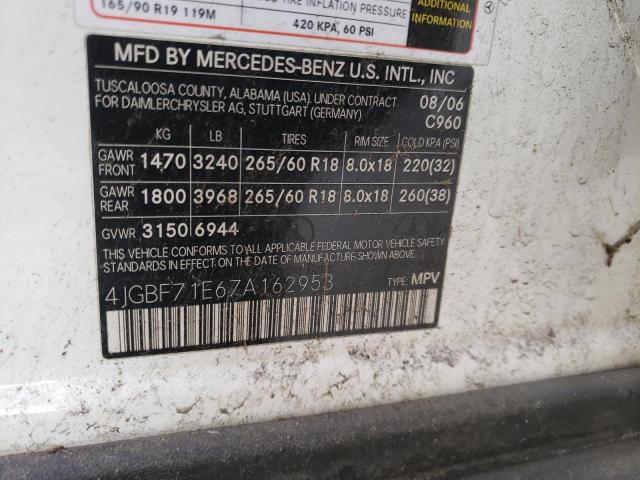 165/90 R19 119M
TIRE INFLATION PRESSURE
420 KPA, 60 PSI
ADDITIONAL
INFORMATION
MFD BY MERCEDES-BENZ U.S. INTL., INC
TUSCALOOSA COUNTY, ALABAMA (USA). UNDER CONTRACT
FOR DAIMLERCHRYSLER AG, STUTTGART (GERMANY)
08/06
C960
KG LB TIRES RIM SIZE COLD KPA (PSI)
GAWR FRONT 1470 3240 265/60 R18 8.0x18 220(32)
GAWR REAR 1800 3968 265/60 R18 8.0x18 260(38)
GVWR 3150 6944
THIS VEHICLE CONFORMS TO ALL APPLICABLE FEDERAL MOTOR VEHICLE SAFETY
STANDARDS IN EFFECT ON THE DATE OF MANUFACTURE SHOWN ABOVE.
4JGBF71E67A162953 TYPE: MPV